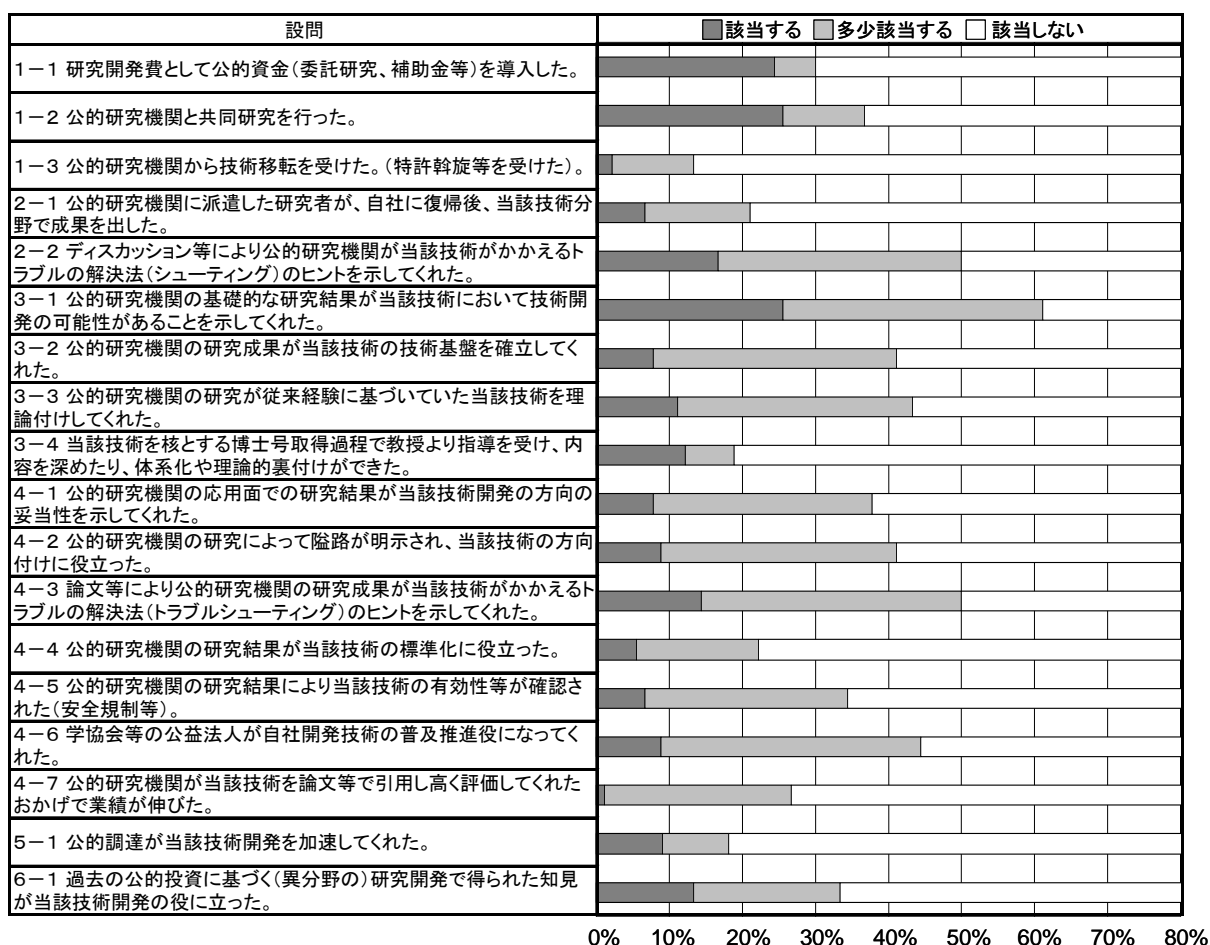 設問
■該当する □多少該当する □ 該当しない
1－1 研究開発費として公的資金(委託研究、補助金等)を導入した。
1－2 公的研究機関と共同研究を行った。
1－3 公的研究機関から技術移転を受けた。(特許斡旋等を受けた)。
2－1 公的研究機関に派遣した研究者が、自社に復帰後、当該技術分
野で成果を出した。
2－2 ディスカッション等により公的研究機関が当該技術がかかえるト
ラブルの解決法(シューティング)のヒントを示してくれた。
3－1 公的研究機関の基礎的な研究結果が当該技術において技術開
発の可能性があることを示してくれた。
3－2 公的研究機関の研究成果が当該技術の技術基盤を確立してく
れた。
3－3 公的研究機関の研究が従来経験に基づいていた当該技術を理
論付けしてくれた。
3－4 当該技術を核とする博士号取得過程で教授より指導を受け、内
容を深めたり、体系化や理論的裏付けができた。
4－1 公的研究機関の応用面での研究結果が当該技術開発の方向の
妥当性を示してくれた。
4－2 公的研究機関の研究によって隘路が明示され、当該技術の方向
付けに役立った。
4－3 論文等により公的研究機関の研究成果が当該技術がかかえるト
ラブルの解決法(トラブルシューティング)のヒントを示してくれた。
4－4 公的研究機関の研究結果が当該技術の標準化に役立った。
4－5 公的研究機関の研究結果により当該技術の有効性等が確認さ
れた(安全規制等)。
4－6 学協会等の公益法人が自社開発技術の普及推進役になってく
れた。
4－7 公的研究機関が当該技術を論文等で引用し高く評価してくれた
おかげで業績が伸びた。
5－1 公的調達が当該技術開発を加速してくれた。
6－1 過去の公的投資に基づく(異分野の)研究開発で得られた知見
が当該技術開発の役に立った。
0% 10% 20% 30% 40% 50% 60% 70% 80%